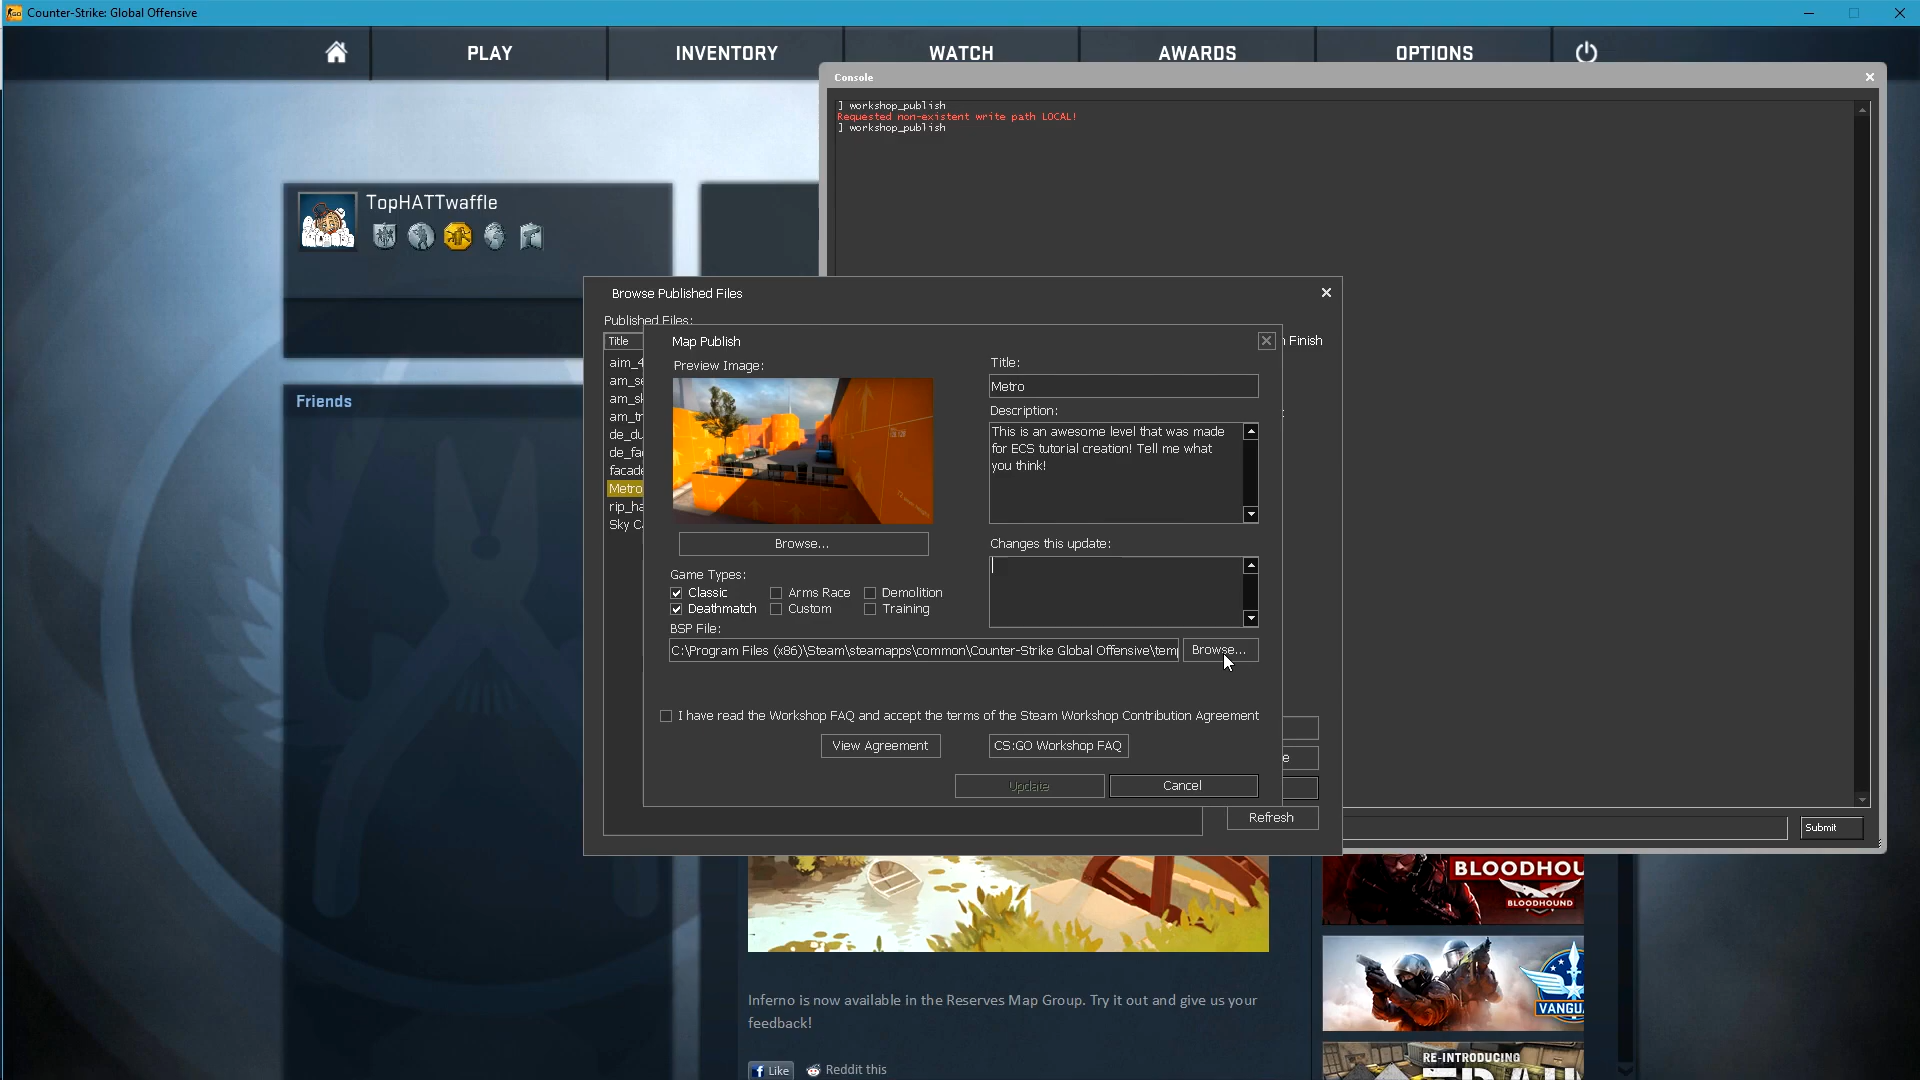 Counter-Strike: Global Offensive
PLAY
INVENTORY
WATCH
AWARDS
OPTIONS
Console
] workshop_publish
Requested non-existent write path LOCAL!
] workshop_publish
TopHATTwaffle
Friends
Browse Published Files
Published Files:
Title
Finish
aim_4
am_se
am_
am_
de_du
de_fa
facade
Metro
rip_ha
Sky C
Map Publish
Preview Image:
Browse...
Title:
Metro
Description:
This is an awesome level that was made
for ECS tutorial creation! Tell me what
you think!
Changes this update:
Game Types:
Classic
Arms Race
Demolition
Deathmatch
Custom
Training
BSP File:
C:\Program Files (x86)\Steam\steamapps\common\Counter-Strike Global Offensive\tem
Browse...
I have read the Workshop FAQ and accept the terms of the Steam Workshop Contribution Agreement
View Agreement
CS:GO Workshop FAQ
Update
Cancel
e
Refresh
Submit
BLOODHOU
BLOODHOUND
VANGU
Inferno is now available in the Reserves Map Group. Try it out and give us your
feedback!
Like
Reddit this
RE-INTRODUCING